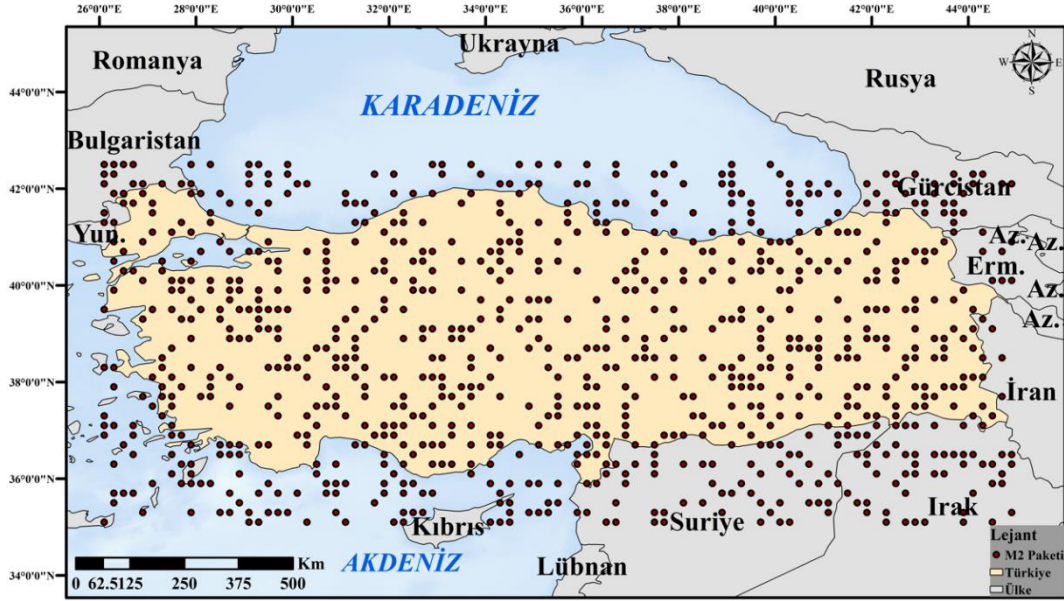 26°0'0"E 28°0'0"E 30°0'0"E 32°0'0"E 34°0'0"E 36°0'0"E 38°0'0"E 40°0'0"E 42°0'0"E 44°0'0"E
Ukrayna
Romanya
N
W E
S
Rusya
44°0'0"N
KARADENİZ
Bulgaristan
42°0'0"N
Gürcistan
Yun.
Az.
Az.
Erm.
40°0'0"N
Az.
Az.
38°0'0"N
İran
36°0'0"N
Kıbrıs
Suriye
Irak
Lejant
M2 Paketi
Türkiye
Ülke
AKDENİZ
Lübnan
34°0'0"N
Km
0 62.5 125 250 375 500